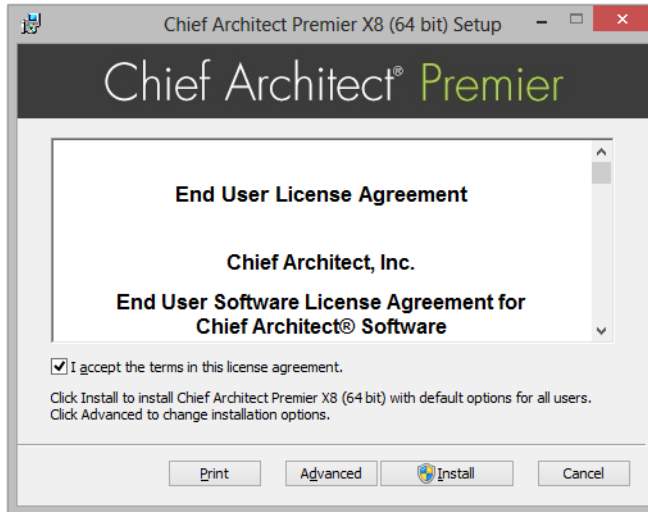 Chief Architect Premier X8 (64 bit) Setup
Chief Architect® Premier
End User License Agreement
Chief Architect, Inc.
End User Software License Agreement for
Chief Architect® Software
I accept the terms in this license agreement.
Click Install to install Chief Architect Premier X8 (64 bit) with default options for all users.
Click Advanced to change installation options.
Print Advanced Install Cancel